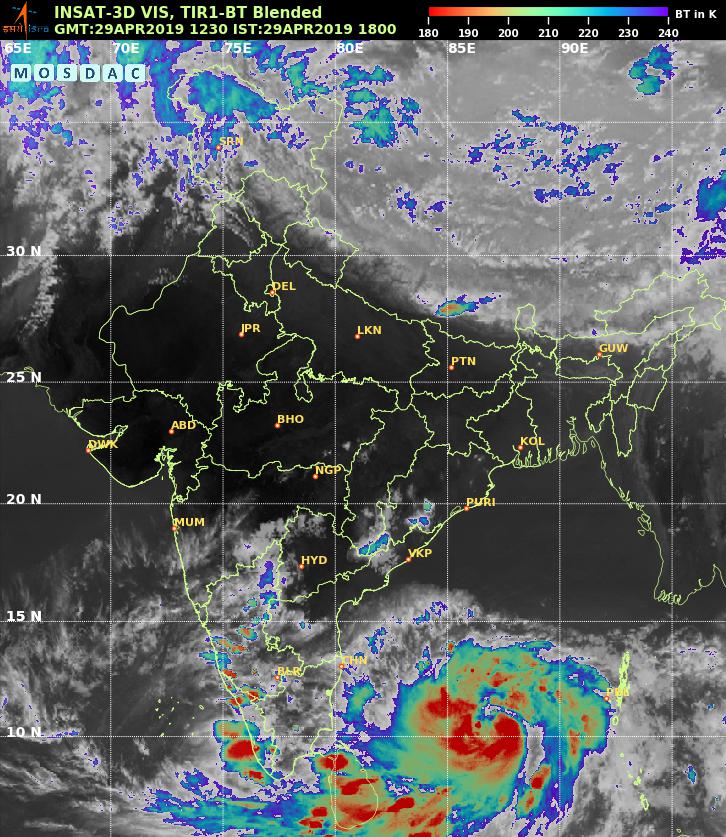 INSAT-3D VIS, TIR1-BT Blended
GMT:29APR2019 1230 IST:29APR2019 1800
BT in K
180 190 200 210 220 230 240
65E 70E 75E 80E 85E 90E
MOSDAC
SRN
30 N
DEL
JPR LKN
GUW
PTN
25 N
ABD BHO
DWK KOL
NGP
20 N
PURI
MUM
VKP
HYD
15 N
CHN
BLR
PBL
10 N